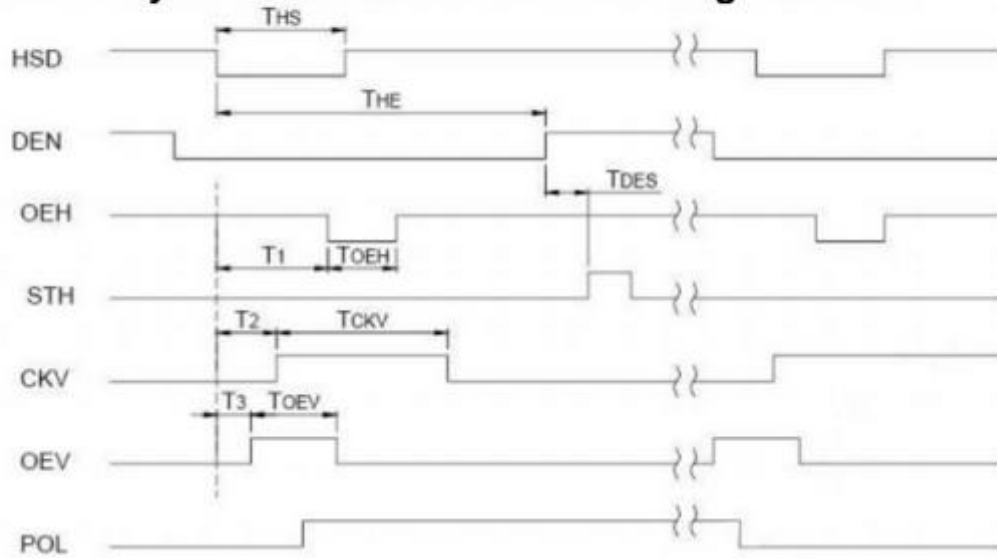 THS
HSD
THE
DEN
TDES
OEH
T1 TOEH
STH
T2 TCKV
CKV
T3 TOEV
OEV
POL